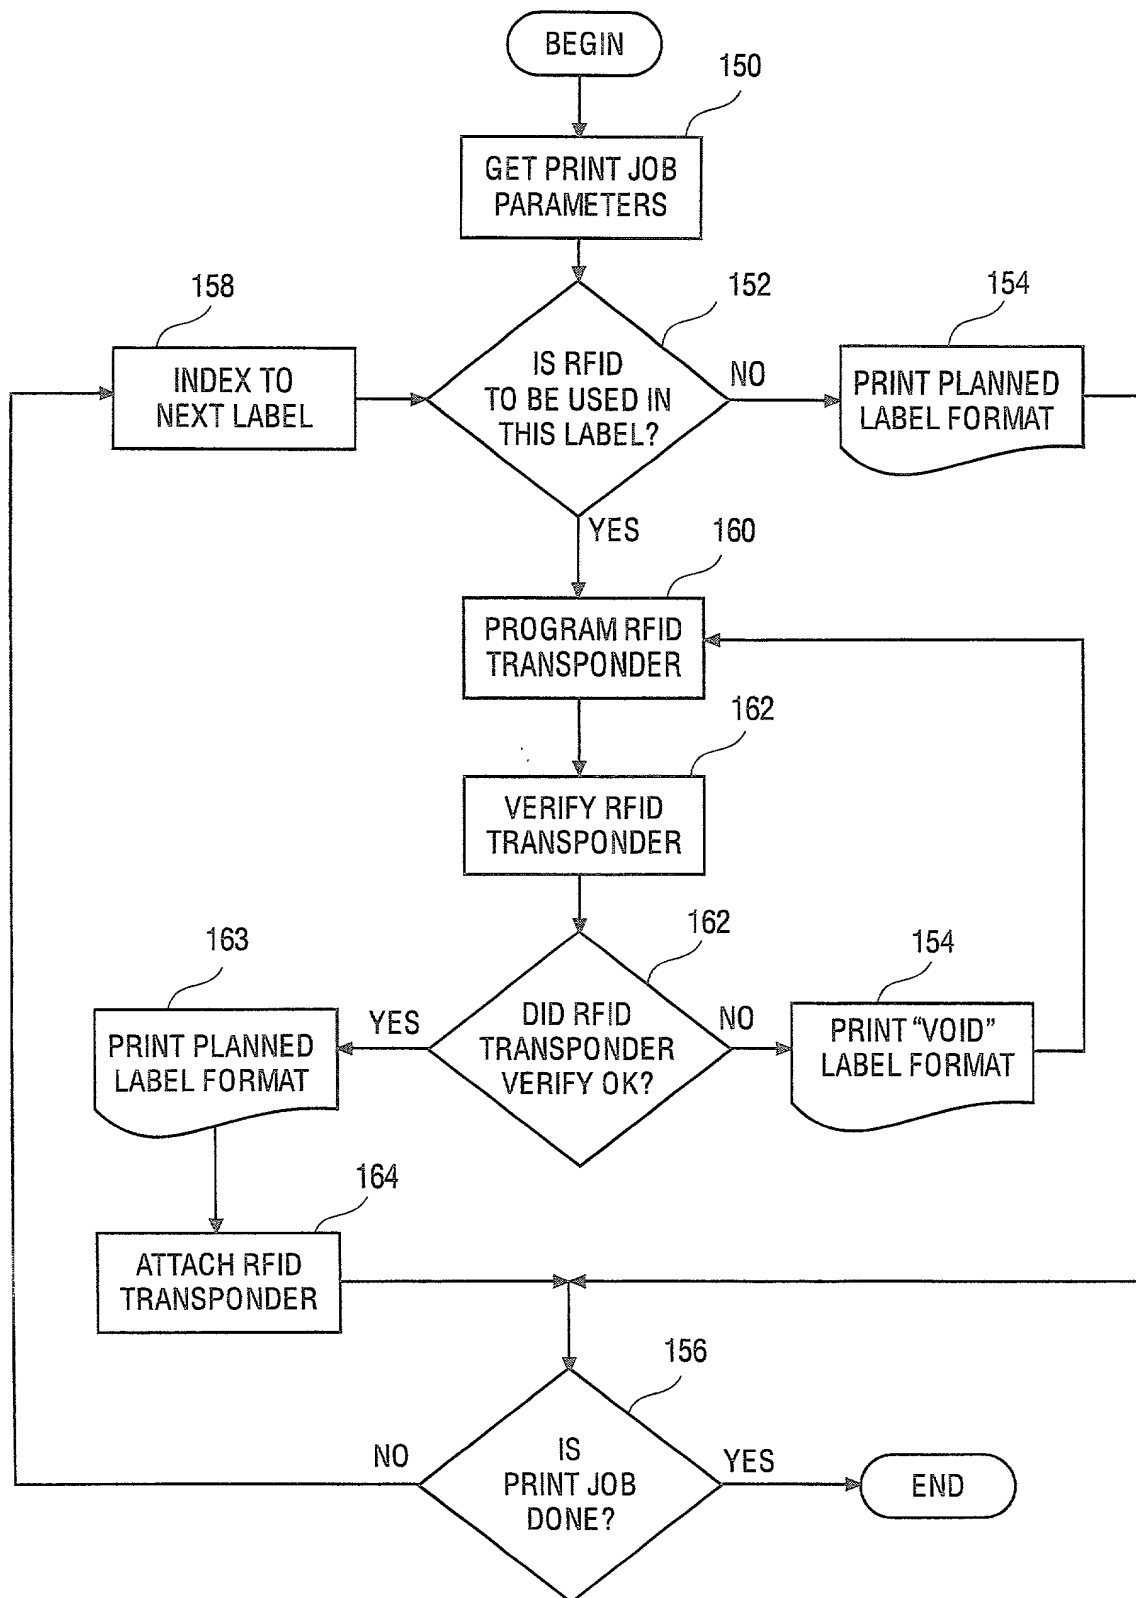 BEGIN
150
GET PRINT JOB
PARAMETERS
158
152
154
INDEX TO
NEXT LABEL
IS RFID
TO BE USED IN
THIS LABEL?
NO
PRINT PLANNED
LABEL FORMAT
YES
160
PROGRAM RFID
TRANSPONDER
162
VERIFY RFID
TRANSPONDER
163
162
154
YES
DID RFID
TRANSPONDER
VERIFY OK?
NO
PRINT PLANNED
LABEL FORMAT
PRINT “VOID”
LABEL FORMAT
164
ATTACH RFID
TRANSPONDER
156
NO
IS
PRINT JOB
DONE?
YES
END